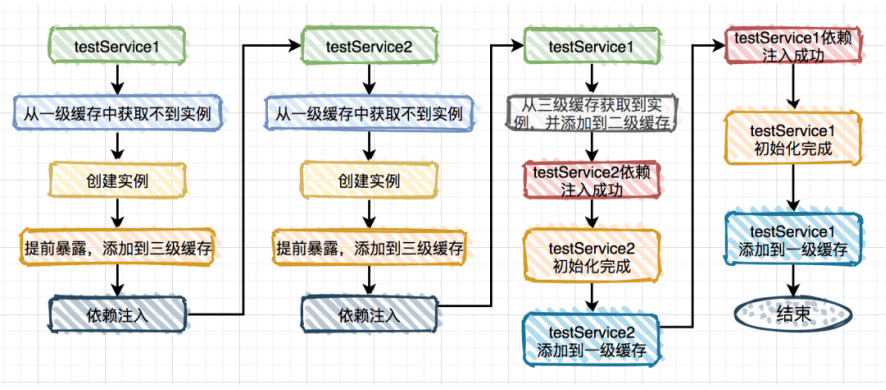 testService1
从一级缓存中获取不到实例
创建实例
提前暴露，添加到三级缓存
依赖注入
testService2
从一级缓存中获取不到实例
创建实例
提前暴露，添加到三级缓存
依赖注入
testService1
从三级缓存获取到实
例，并添加到二级缓存
testService2依赖
注入成功
testService2
初始化完成
testService2
添加到一级缓存
testService1依赖
注入成功
testService1
初始化完成
testService1
添加到一级缓存
结束